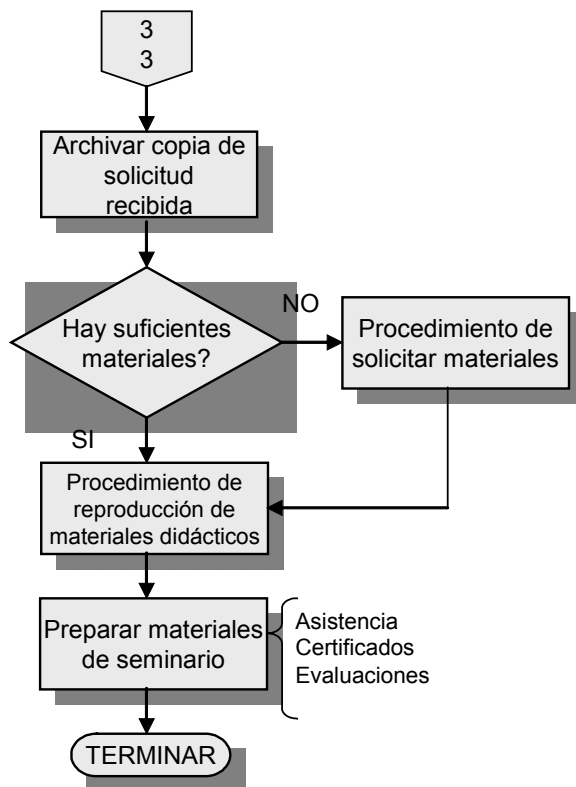 3
3
Archivar copia de
solicitud
recibida
Hay suficientes
materiales?
NO
Procedimiento de
solicitar materiales
SI
Procedimiento de
reproducción de
materiales didácticos
Preparar materiales
de seminario
Asistencia
Certificados
Evaluaciones
TERMINAR